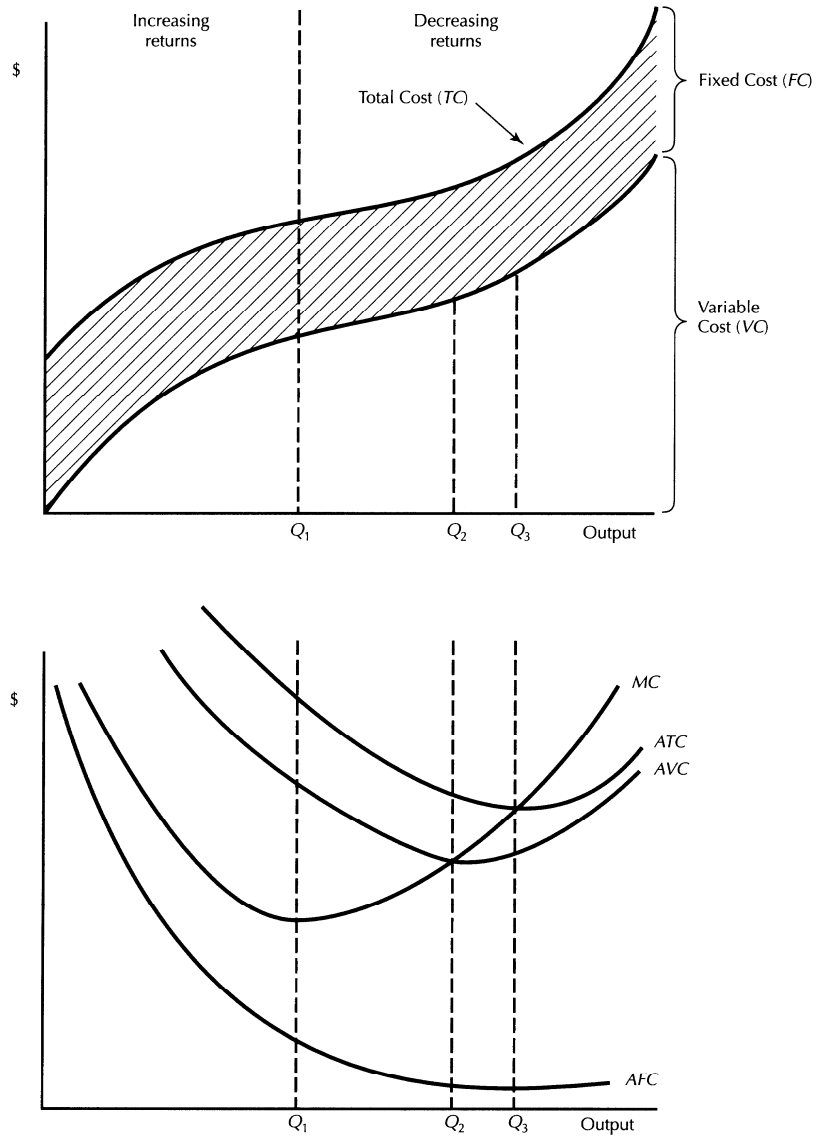 Increasing
returns
Decreasing
returns
$
Total Cost (TC)
Fixed Cost (FC)
Variable
Cost (VC)
Q1
Q2
Q3
Output
$
MC
ATC
AVC
AFC
Q1
Q2
Q3
Output